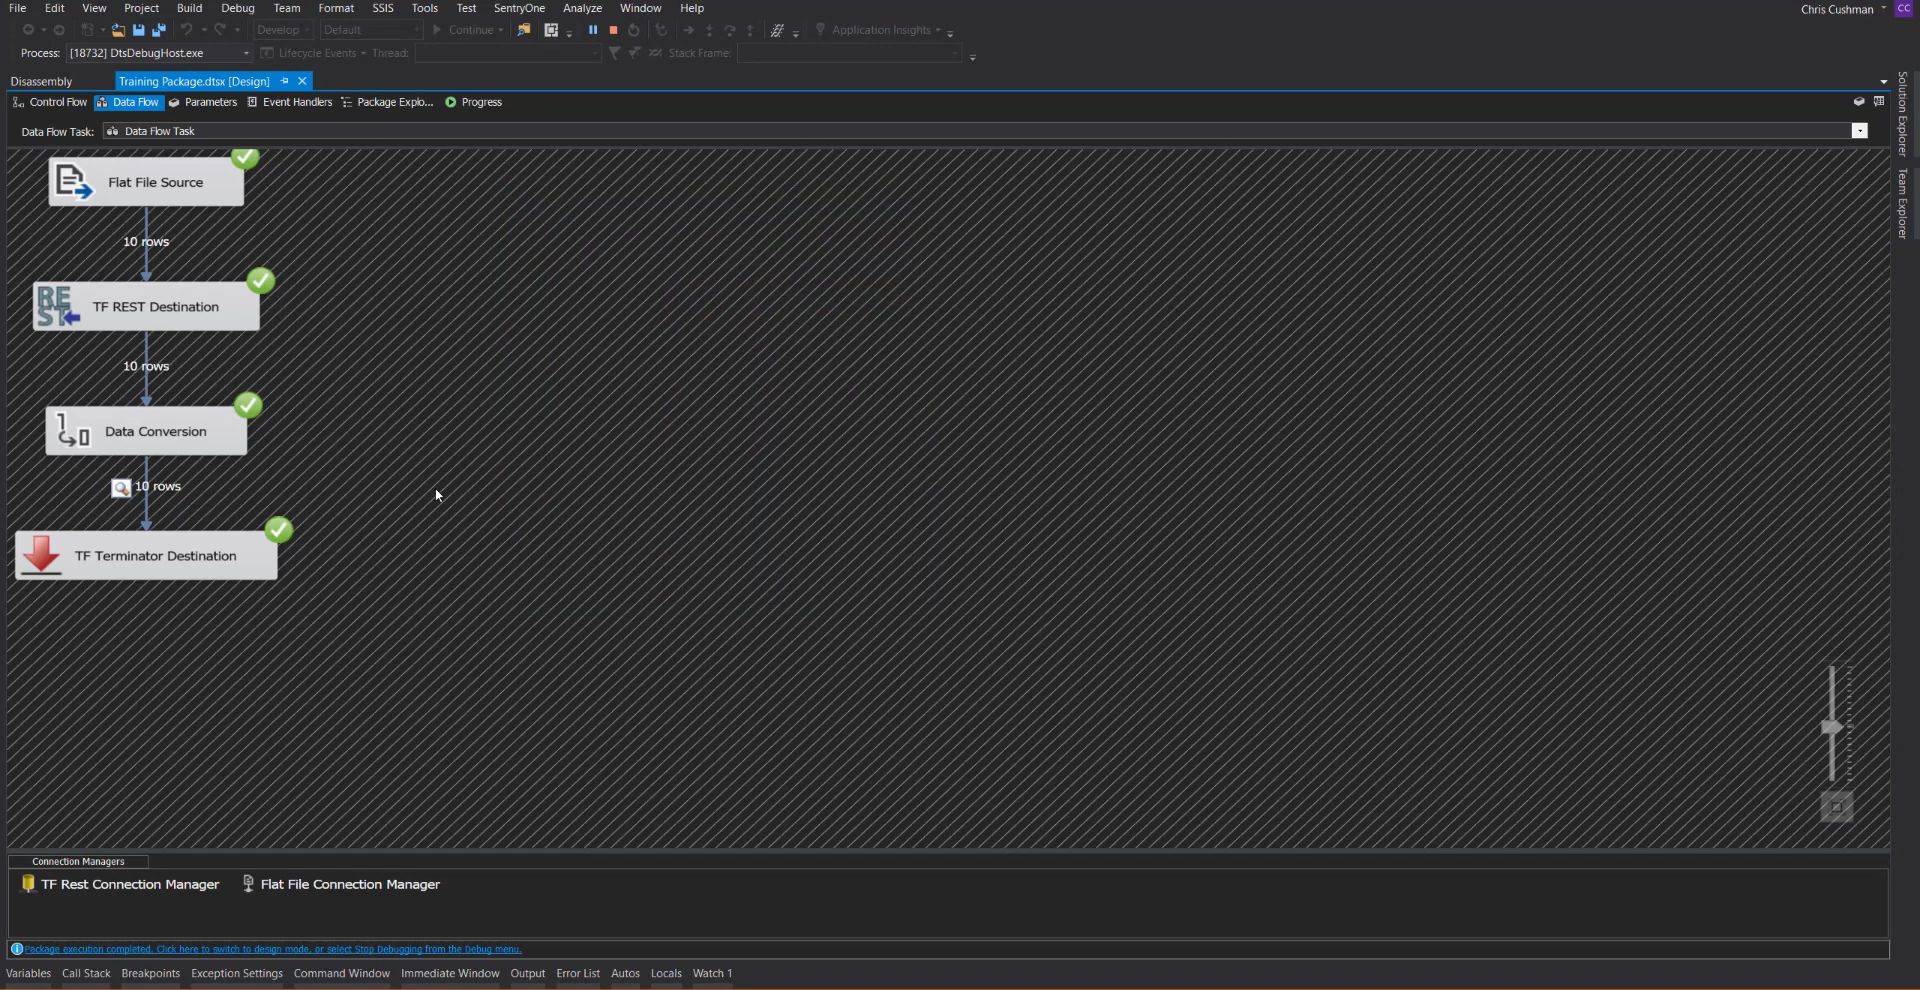 File Edit View Project Build Debug Team Format SSIS Tools Test SentryOne Analyze Window Help
Chris Cushman CC
Develop Default Continue Application Insights
Process: [18732] DtsDebugHost.exe Lifecycle Events Thread: Stack Frame:
Disassembly Training Package.dtsx [Design]
Control Flow Data Flow Parameters Event Handlers Package Explo... Progress
Data Flow Task: Data Flow Task
Solution Explorer
Team Explorer
Flat File Source
10 rows
REST TF REST Destination
10 rows
Data Conversion
10 rows
TF Terminator Destination
Connection Managers
TF Rest Connection Manager Flat File Connection Manager
Package execution completed. Click here to switch to design mode, or select Stop Debugging from the Debug menu.
Variables Call Stack Breakpoints Exception Settings Command Window Immediate Window Output Error List Autos Locals Watch 1